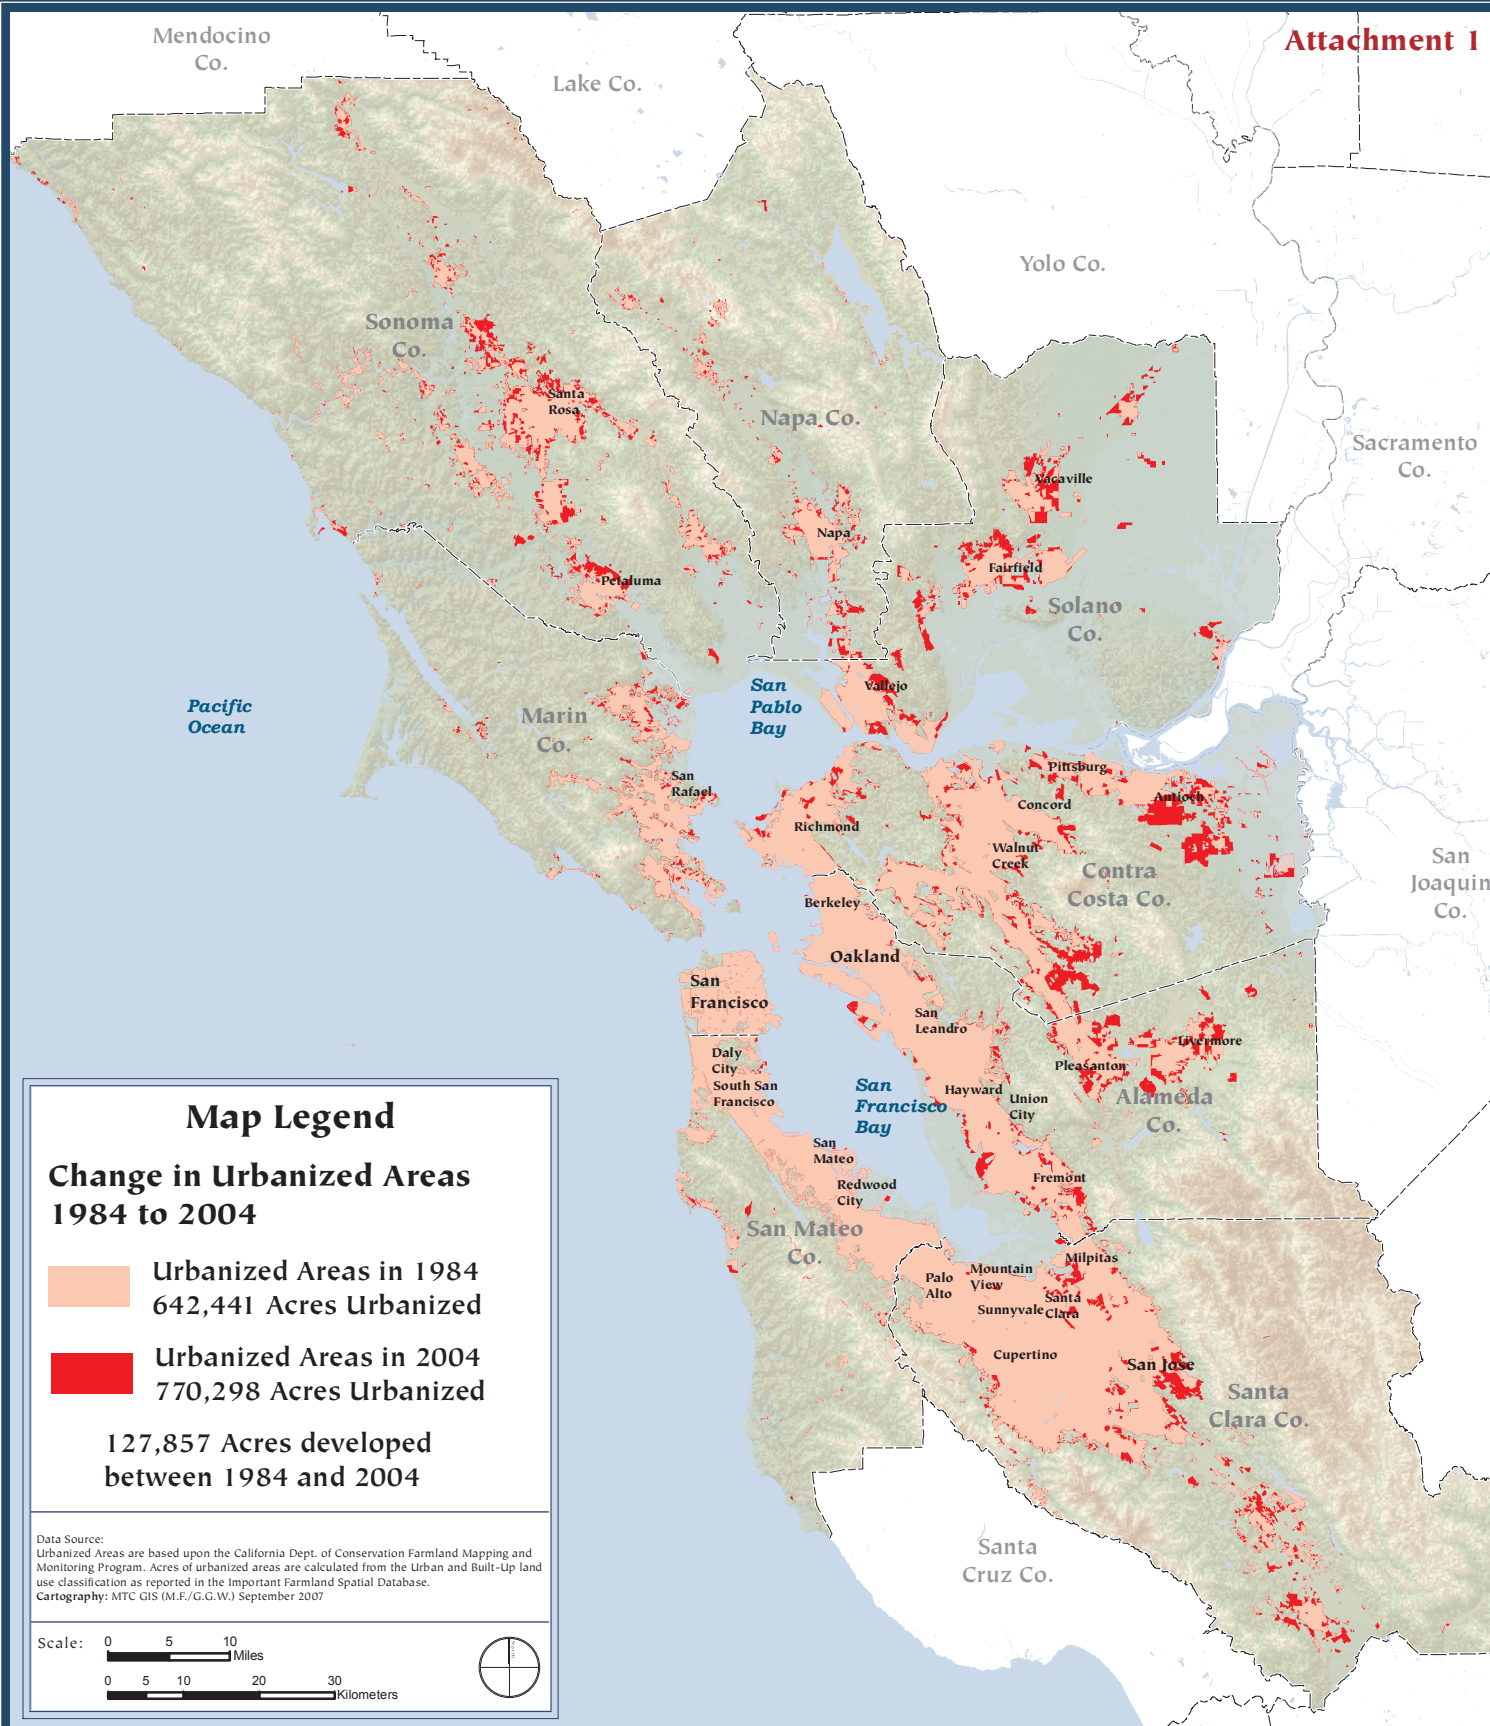 Attachment 1
Mendocino
Co.
Lake Co.
Yolo Co.
Sonoma
Co.
Santa
Rosa
Napa Co.
Sacramento
Co.
Vacaville
Napa
Fairfield
Petaluma
Solano
Co.
Pacific
Ocean
Marin
Co.
San
Pablo
Bay
Vallejo
San
Rafael
Pittsburg
Antioch
Concord
Richmond
Walnut
Creek
Contra
Costa Co.
San
Joaquin
Co.
Berkeley
Oakland
San
Francisco
San
Leandro
Daly
City
South San
Francisco
Livermore
Pleasanton
Hayward
Union
City
Alameda
Co.
San
Francisco
Bay
San
Mateo
Redwood
City
Fremont
San Mateo
Co.
Milpitas
Palo
Alto
Mountain
View
Sunnyvale
Santa
Clara
Cupertino
San Jose
Santa
Clara Co.
Santa
Cruz Co.
Map Legend
Change in Urbanized Areas
1984 to 2004
Urbanized Areas in 1984
642,441 Acres Urbanized
Urbanized Areas in 2004
770,298 Acres Urbanized
127,857 Acres developed
between 1984 and 2004
Data Source:
Urbanized Areas are based upon the California Dept. of Conservation Farmland Mapping and
Monitoring Program. Acres of urbanized areas are calculated from the Urban and Built-Up land
use classification as reported in the Important Farmland Spatial Database.
Cartography: MTC GIS (M.F./G.G.W.) September 2007
Scale:
0 5 10
Miles
0 5 10 20 30
Kilometers
North